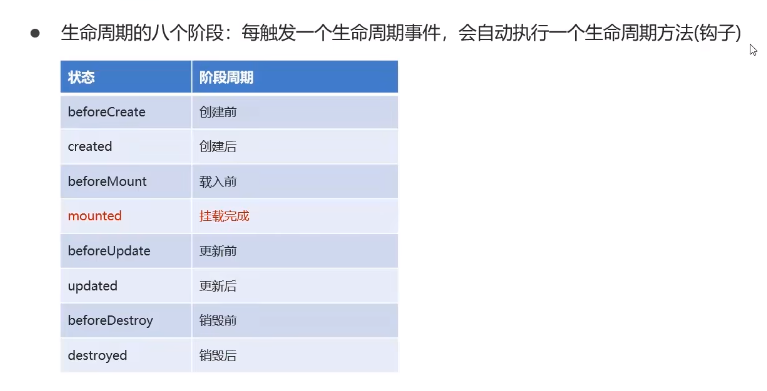 ● 生命周期的八个阶段：每触发一个生命周期事件，会自动执行一个生命周期方法(钩子)
状态 阶段周期
beforeCreate 创建前
created 创建后
beforeMount 载入前
mounted 挂载完成
beforeUpdate 更新前
updated 更新后
beforeDestroy 销毁前
destroyed 销毁后